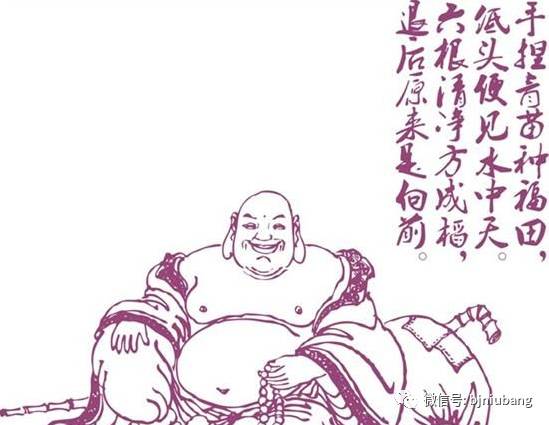 手捏青苗种福田，
低头便见水中天。
六根清净方成稻，
退后原来是向前。
微信号: bjniubang